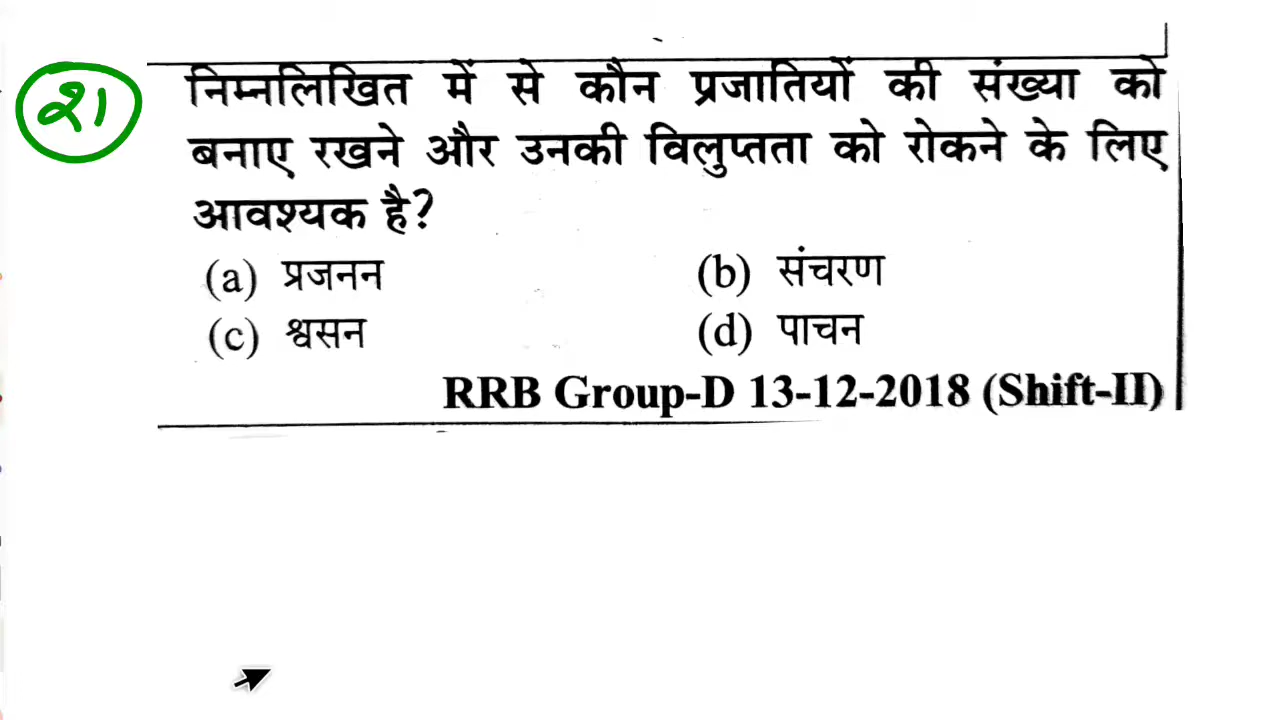 २१
निम्नलिखित में से कौन प्रजातियों की संख्या को
बनाए रखने और उनकी विलुप्तता को रोकने के लिए
आवश्यक है?
(a) प्रजनन (b) संचरण
(c) श्वसन (d) पाचन
RRB Group-D 13-12-2018 (Shift-II)